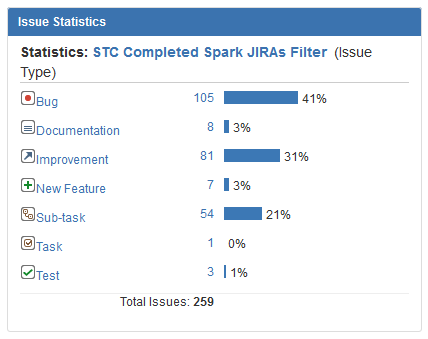 Issue Statistics
Statistics: STC Completed Spark JIRAs Filter (Issue
Type)
Bug 105 41%
Documentation 8 3%
Improvement 81 31%
New Feature 7 3%
Sub-task 54 21%
Task 1 0%
Test 3 1%
Total Issues: 259